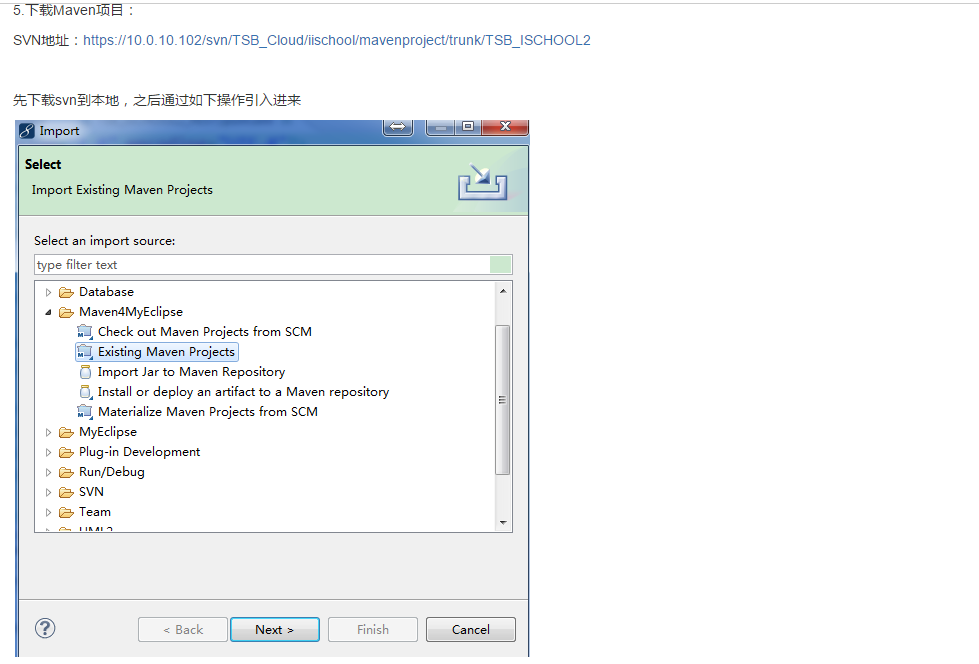 5.下载Maven项目：
SVN地址：https://10.0.10.102/svn/TSB_Cloud/iischool/mavenproject/trunk/TSB_ISCHOOL2
先下载svn到本地，之后通过如下操作引入进来
Import
Select
Import Existing Maven Projects
Select an import source:
type filter text
Database
Maven4MyEclipse
Check out Maven Projects from SCM
Existing Maven Projects
Import Jar to Maven Repository
Install or deploy an artifact to a Maven repository
Materialize Maven Projects from SCM
MyEclipse
Plug-in Development
Run/Debug
SVN
Team
UML2
< Back
Next >
Finish
Cancel